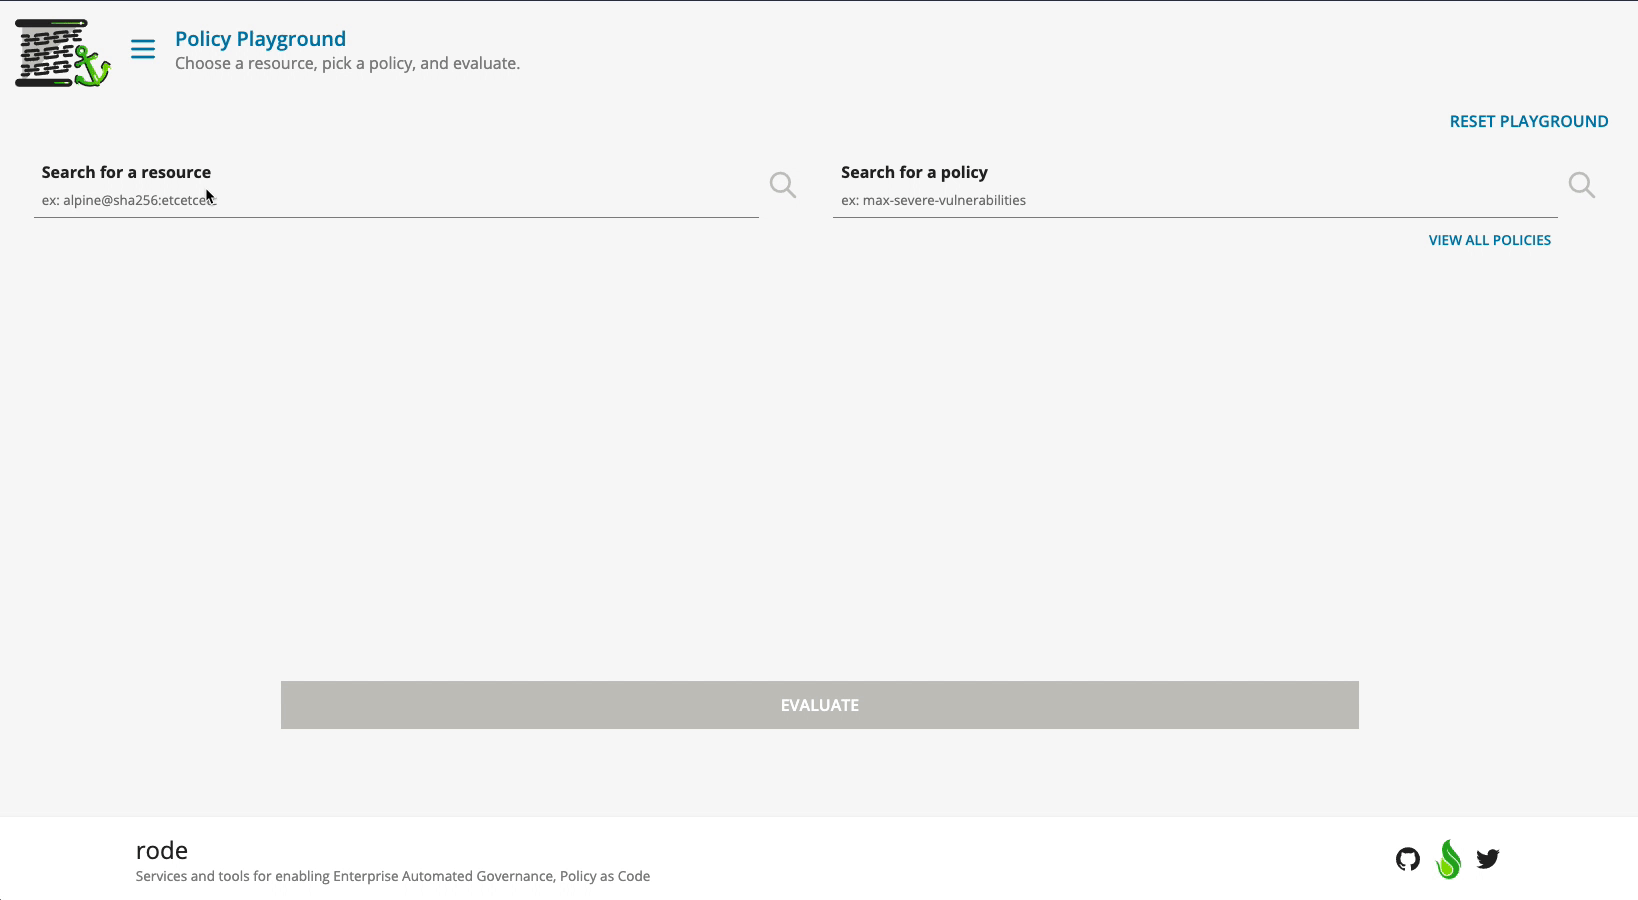 Policy Playground
Choose a resource, pick a policy, and evaluate.
RESET PLAYGROUND
Search for a resource
ex: alpine@sha256:etcetcetc
Search for a policy
ex: max-severe-vulnerabilities
VIEW ALL POLICIES
EVALUATE
rode
Services and tools for enabling Enterprise Automated Governance, Policy as Code